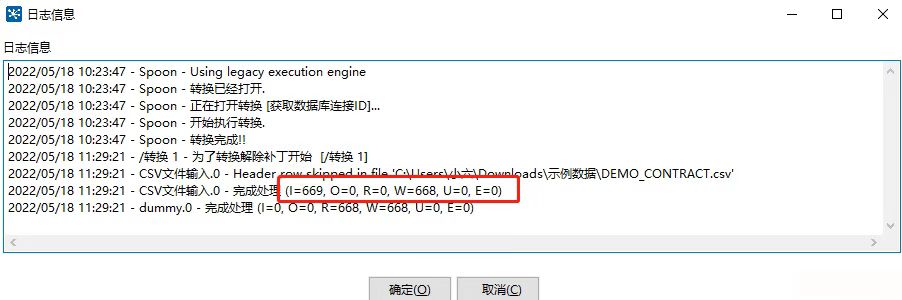 日志信息
日志信息
2022/05/18 10:23:47 - Spoon - Using legacy execution engine
2022/05/18 10:23:47 - Spoon - 转换已经打开.
2022/05/18 10:23:47 - Spoon - 正在打开转换 [获取数据库连接ID]...
2022/05/18 10:23:47 - Spoon - 开始执行转换.
2022/05/18 10:23:47 - Spoon - 转换完成!!
2022/05/18 11:29:21 - /转换 1 - 为了转换解除补丁开始  [/转换 1]
2022/05/18 11:29:21 - CSV文件输入.0 - Header row skipped in file 'C:\Users\小六\Downloads\示例数据\DEMO_CONTRACT.csv'
2022/05/18 11:29:21 - CSV文件输入.0 - 完成处理 (I=669, O=0, R=0, W=668, U=0, E=0)
2022/05/18 11:29:21 - dummy.0 - 完成处理 (I=0, O=0, R=668, W=668, U=0, E=0)
确定(O) 取消(C)